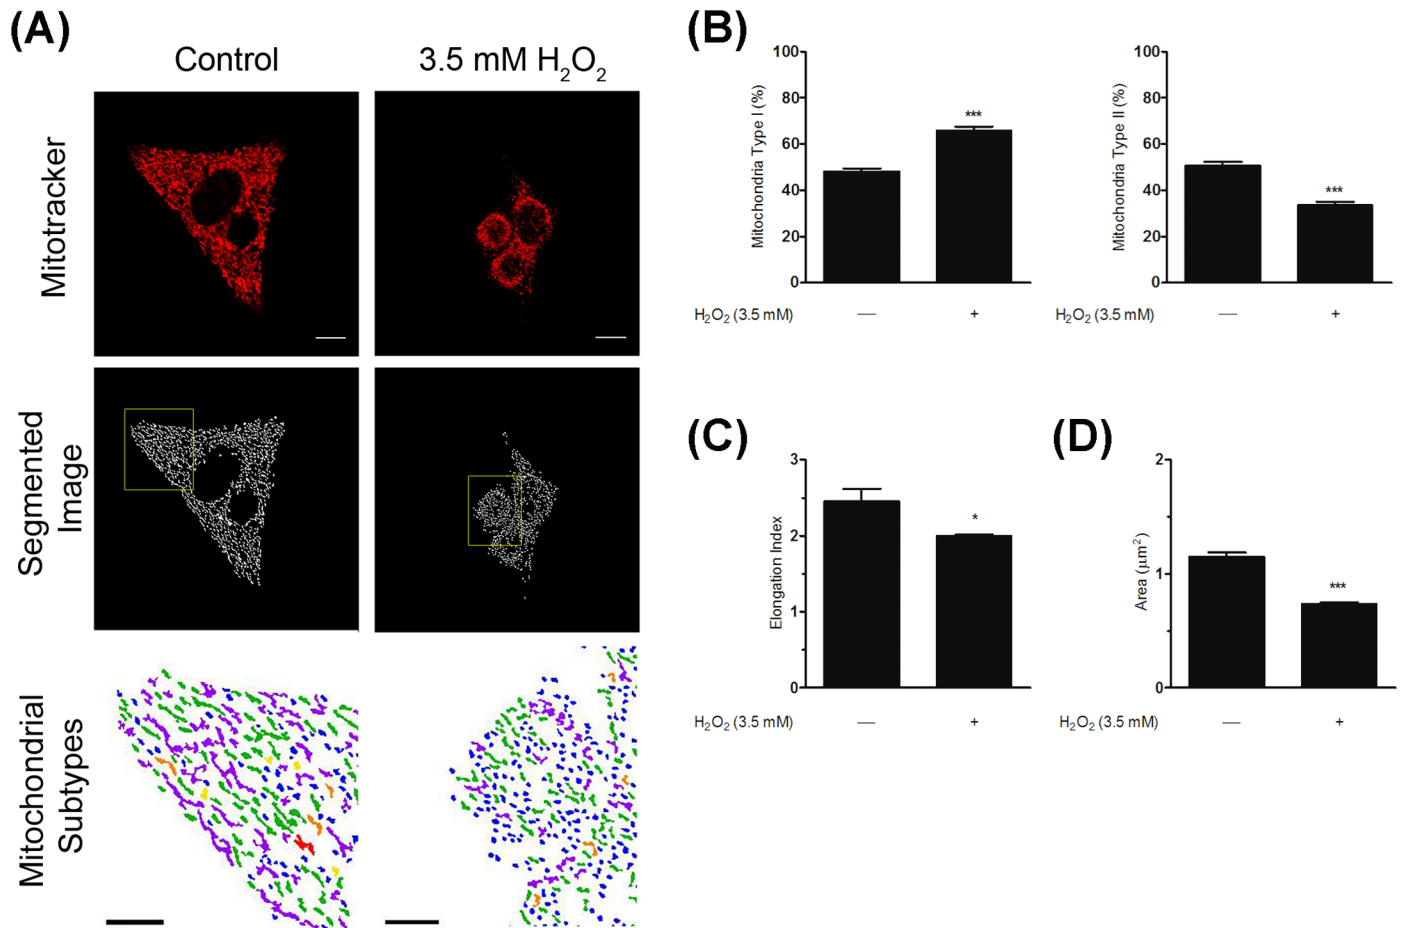 (A)
Control
3.5 mM H₂O₂
Mitotracker
Segmented
Image
Mitochondrial
Subtypes
(B)
Mitochondria Type I (%)
100
80
60
40
20
0
***
H₂O₂ (3.5 mM)
—
+
Mitochondria Type II (%)
100
80
60
40
20
0
***
H₂O₂ (3.5 mM)
—
+
(C)
Elongation Index
3
2
1
0
*
H₂O₂ (3.5 mM)
—
+
(D)
Area (μm²)
2
1
0
***
H₂O₂ (3.5 mM)
—
+